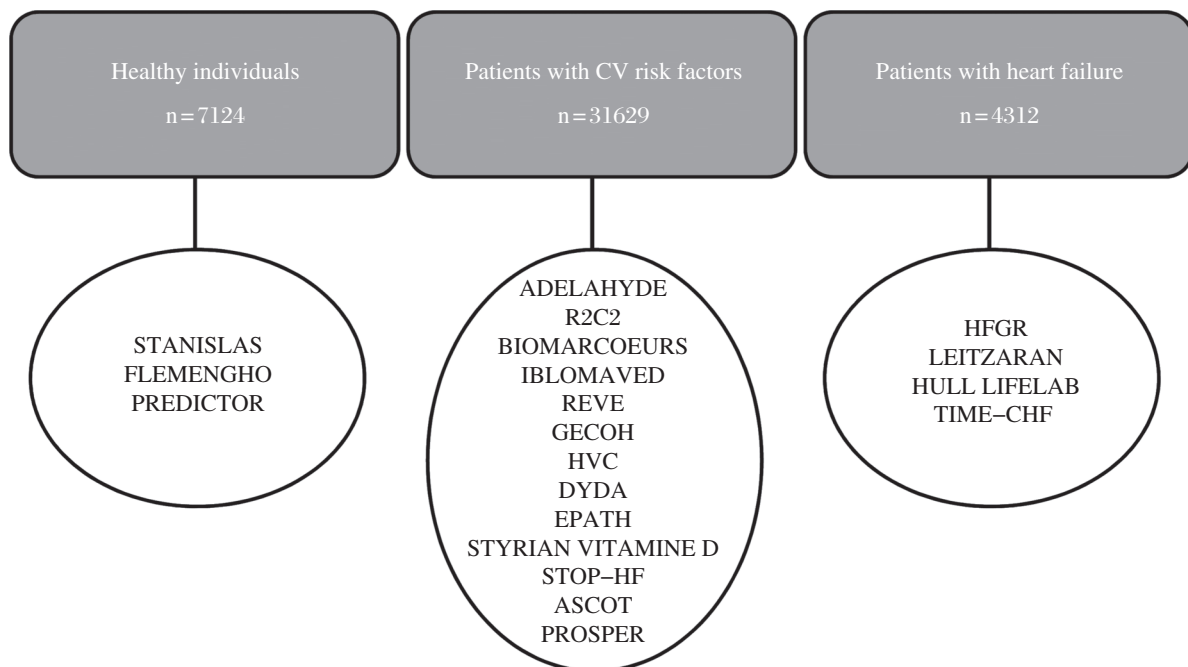 Healthy individuals
n=7124
Patients with CV risk factors
n=31629
Patients with heart failure
n=4312
STANISLAS
FLEMENGHO
PREDICTOR
ADELAHYDE
R2C2
BIOMARCOEURS
IBLOMAVED
REVE
GECOH
HVC
DYDA
EPATH
STYRIAN VITAMINE D
STOP–HF
ASCOT
PROSPER
HFGR
LEITZARAN
HULL LIFELAB
TIME–CHF